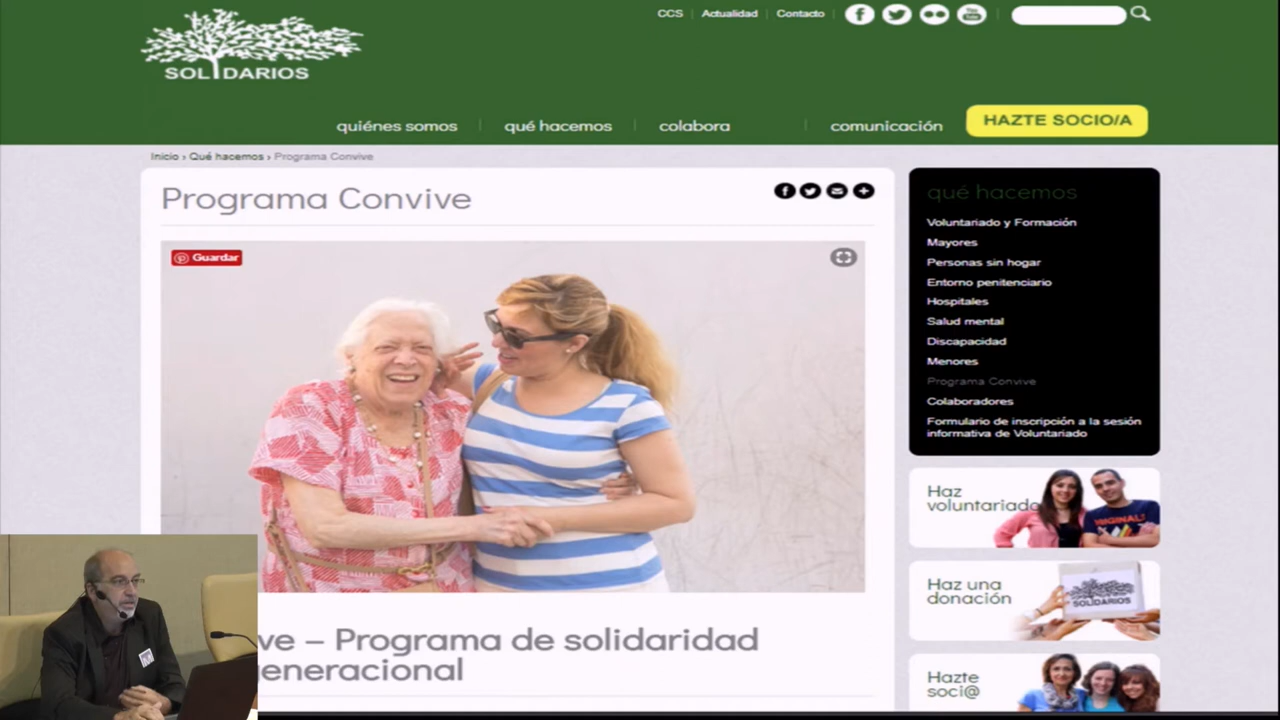 CCS
Actualidad
Contacto
f
You Tube
SOLIDARIOS
quiénes somos
qué hacemos
colabora
comunicación
HAZTE SOCIO/A
Inicio › Qué hacemos › Programa Convive
Programa Convive
Guardar
qué hacemos
Voluntariado y Formación
Mayores
Personas sin hogar
Entorno penitenciario
Hospitales
Salud mental
Discapacidad
Menores
Programa Convive
Colaboradores
Formulario de inscripción a la sesión
informativa de Voluntariado
Haz
voluntariado
Haz una
donación
SOLIDARIOS
Hazte
soci@
ve – Programa de solidaridad
generacional